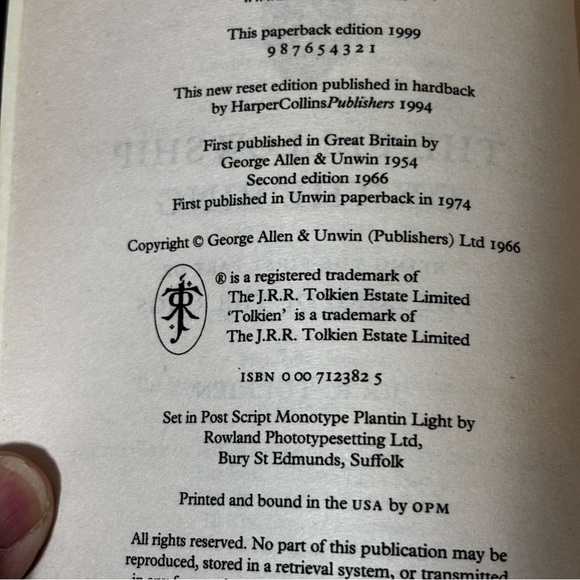 This paperback edition 1999
9 8 7 6 5 4 3 2 1
This new reset edition published in hardback
by HarperCollinsPublishers 1994
First published in Great Britain by
George Allen & Unwin 1954
Second edition 1966
First published in Unwin paperback in 1974
Copyright © George Allen & Unwin (Publishers) Ltd 1966
® is a registered trademark of
The J.R.R. Tolkien Estate Limited
‘Tolkien’ is a trademark of
The J.R.R. Tolkien Estate Limited
ISBN 0 00 712382 5
Set in Post Script Monotype Plantin Light by
Rowland Phototypesetting Ltd,
Bury St Edmunds, Suffolk
Printed and bound in the USA by OPM
All rights reserved. No part of this publication may be
reproduced, stored in a retrieval system, or transmitted